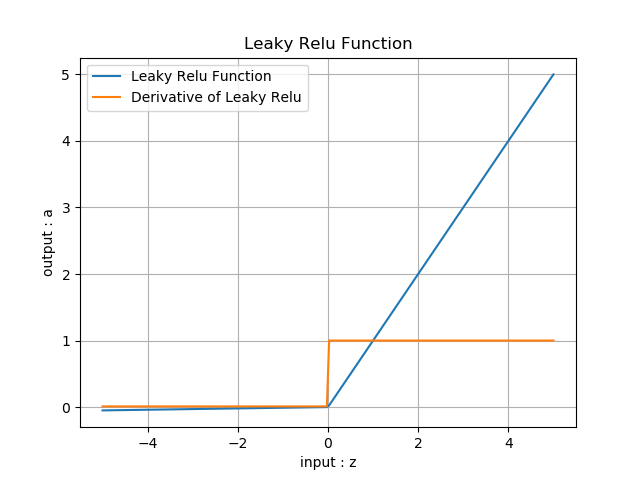 Leaky Relu Function
Leaky Relu Function
Derivative of Leaky Relu
5
4
3
2
1
0
output : a
−4 −2 0 2 4
input : z